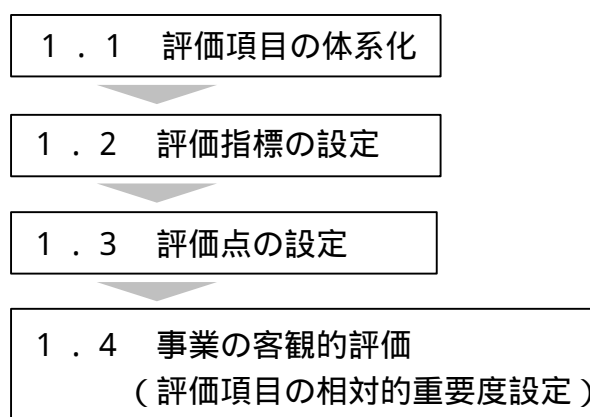 １．１　評価項目の体系化
１．２　評価指標の設定
１．３　評価点の設定
１．４　事業の客観的評価
（評価項目の相対的重要度設定）